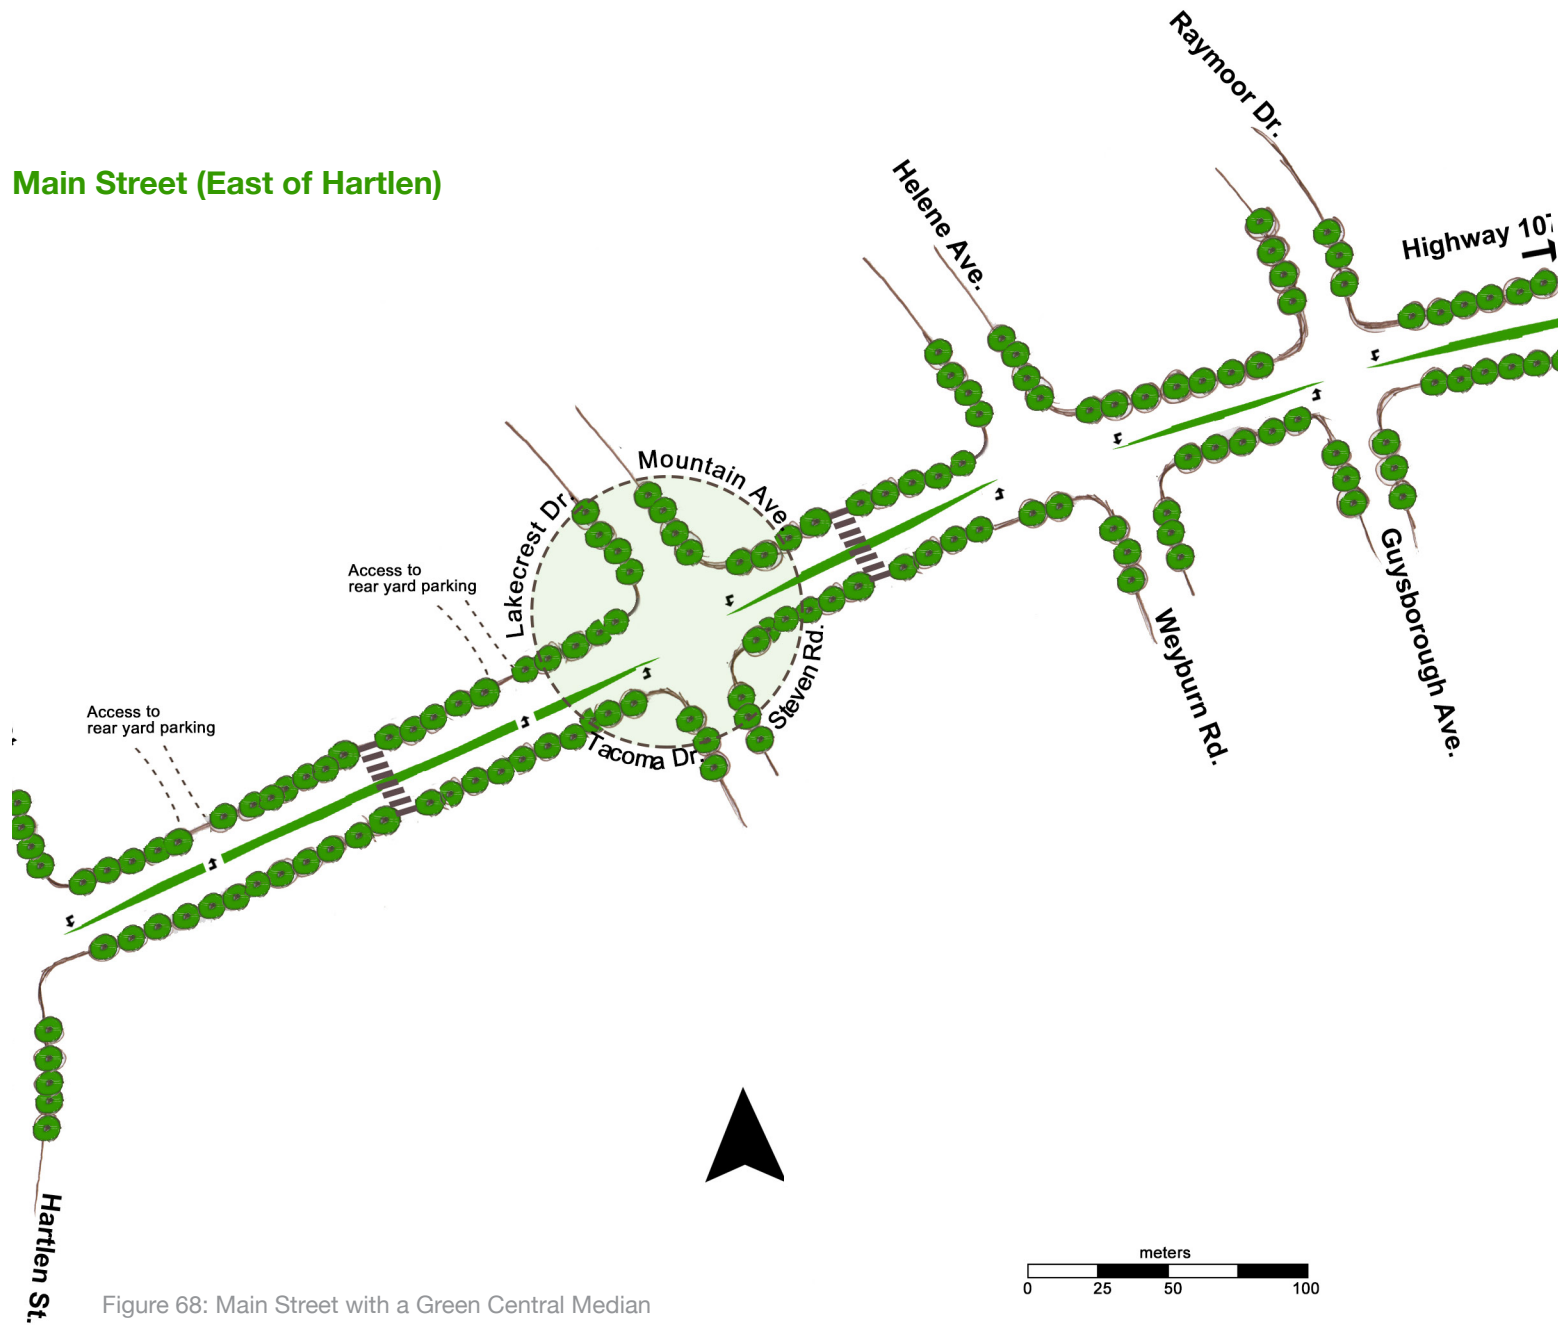 Raymoor Dr.
Main Street (East of Hartlen)
Helene Ave.
Highway 107
Mountain Ave.
Lakecrest Dr.
Access to
rear yard parking
Guysborough Ave.
Steven Rd.
Weyburn Rd.
Tacoma Dr.
Access to
rear yard parking
Hartlen St.
meters
0 25 50 100
Figure 68: Main Street with a Green Central Median